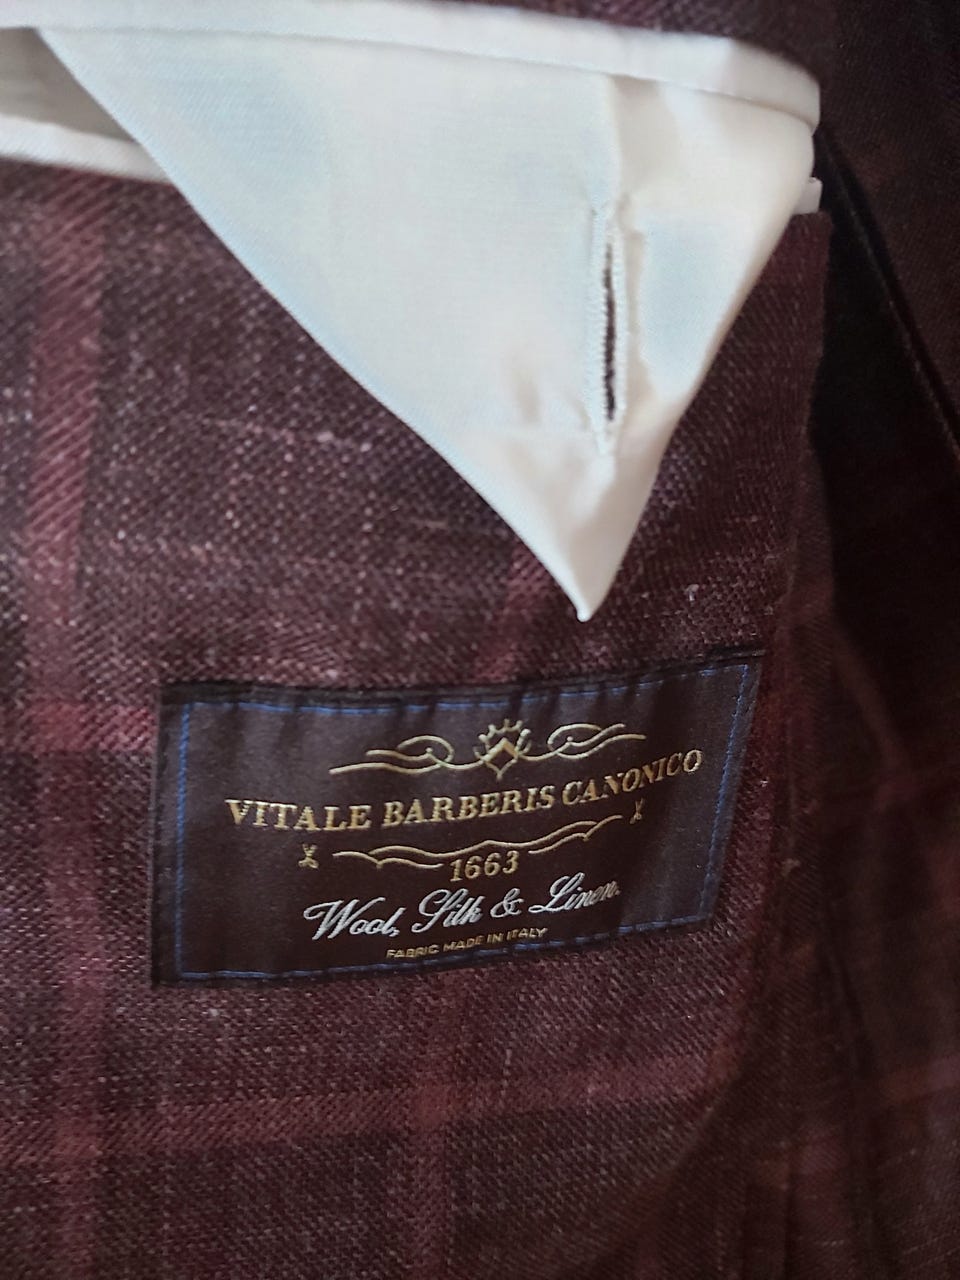 VITALE BARBERIS CANONICO
1663
Wool, Silk & Linen.
FABRIC MADE IN ITALY